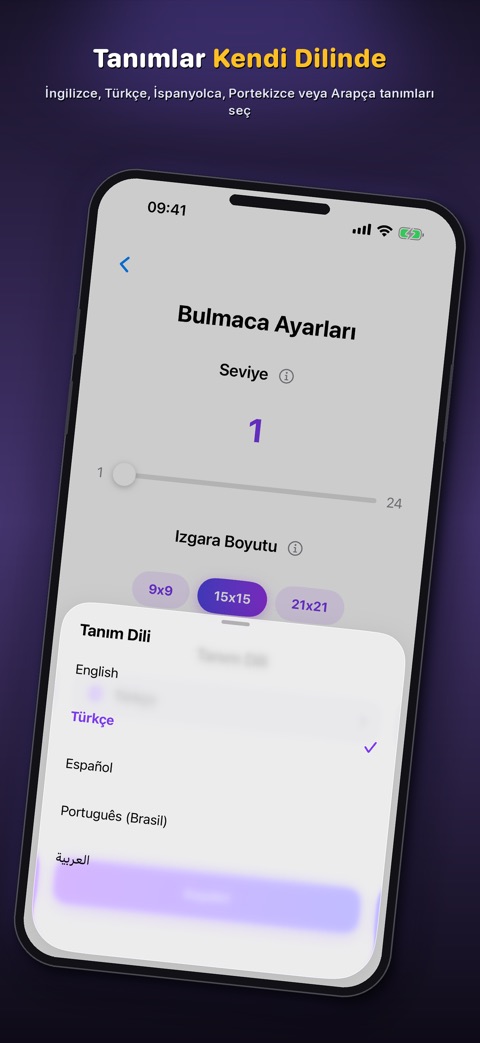 Tanımlar Kendi Dilinde
İngilizce, Türkçe, İspanyolca, Portekizce veya Arapça tanımları
seç
09:41
Bulmaca Ayarları
Seviye
1
1
24
Izgara Boyutu
9x9
15x15
21x21
Tanım Dili
English
Türkçe
Español
Português (Brasil)
العربية